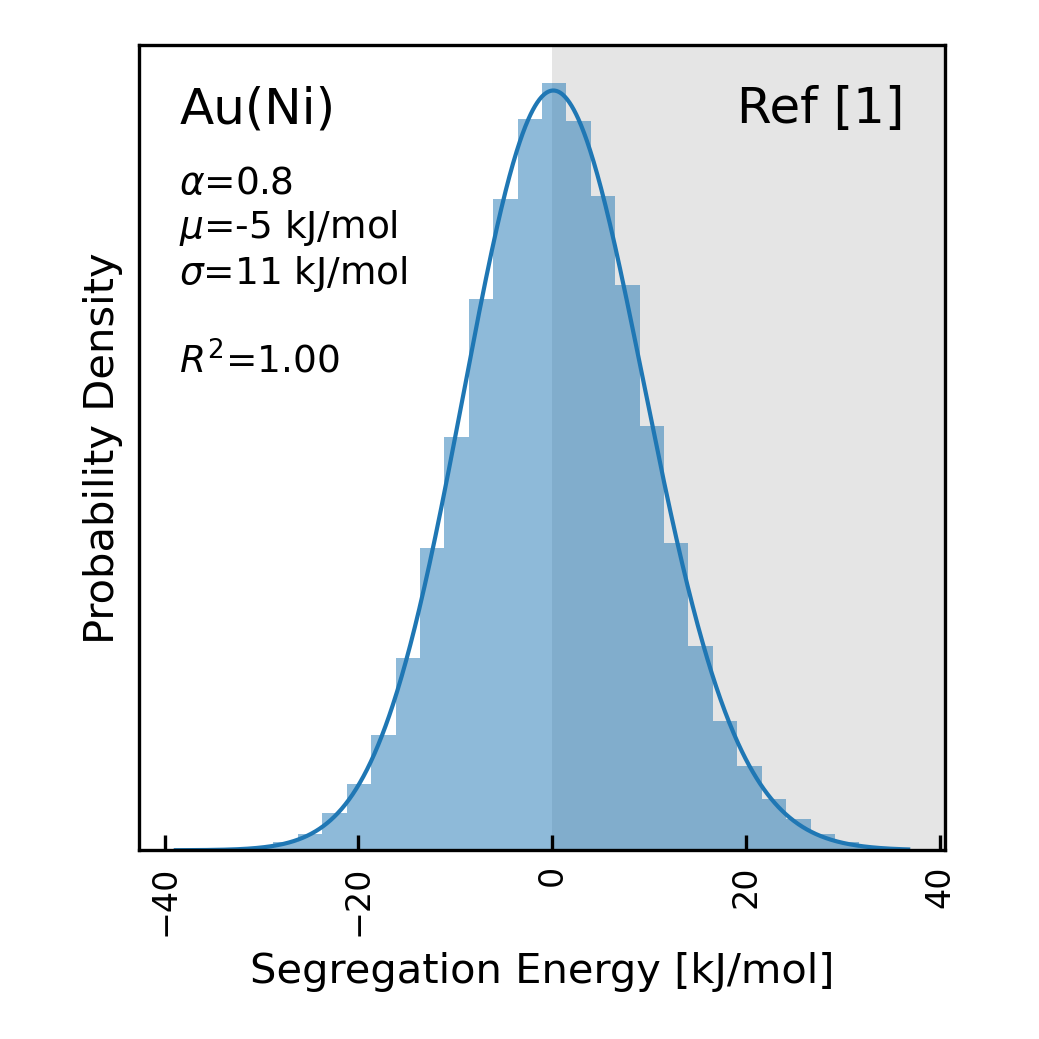 Au(Ni)
Ref [1]
α=0.8
μ=-5 kJ/mol
σ=11 kJ/mol
R²=1.00
Probability Density
−40
−20
0
20
40
Segregation Energy [kJ/mol]